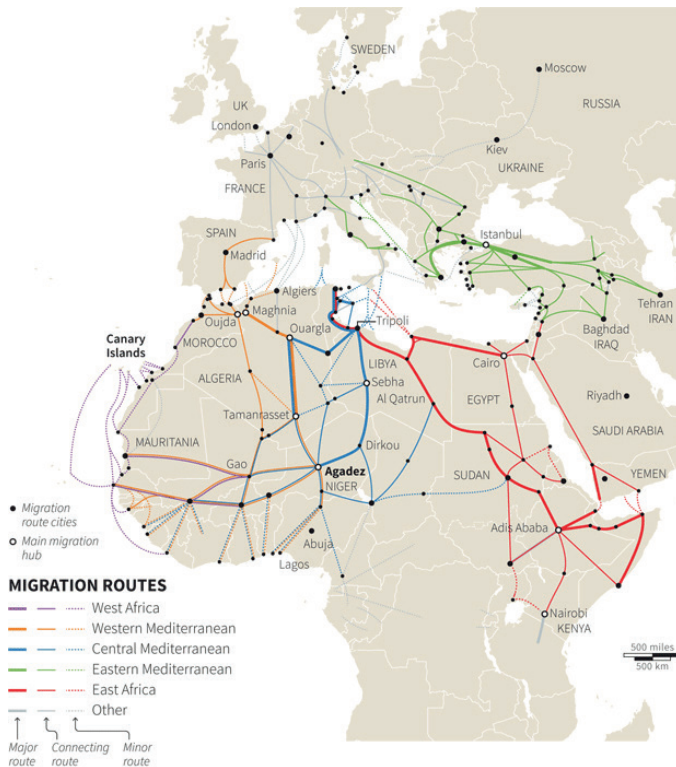 SWEDEN
Moscow
UK
RUSSIA
London
Kiev
Paris
UKRAINE
FRANCE
SPAIN
Istanbul
Madrid
Algiers
Tehran
Maghnia
IRAN
Oujda
Ouargla
Tripoli
Baghdad
Canary
IRAQ
Islands
MOROCCO
Cairo
LIBYA
ALGERIA
Sebha
EGYPT
Riyadh
Al Qatrun
Tamanrasset
SAUDI ARABIA
MAURITANIA
Dirkou
Gao
Agadez
SUDAN
YEMEN
NIGER
Migration
route cities
Adis Ababa
Main migration
Abuja
hub
Lagos
MIGRATION ROUTES
West Africa
Nairobi
Western Mediterranean
KENYA
Central Mediterranean
500 miles
500 km
Eastern Mediterranean
East Africa
Other
Major
route
Connecting
route
Minor
route